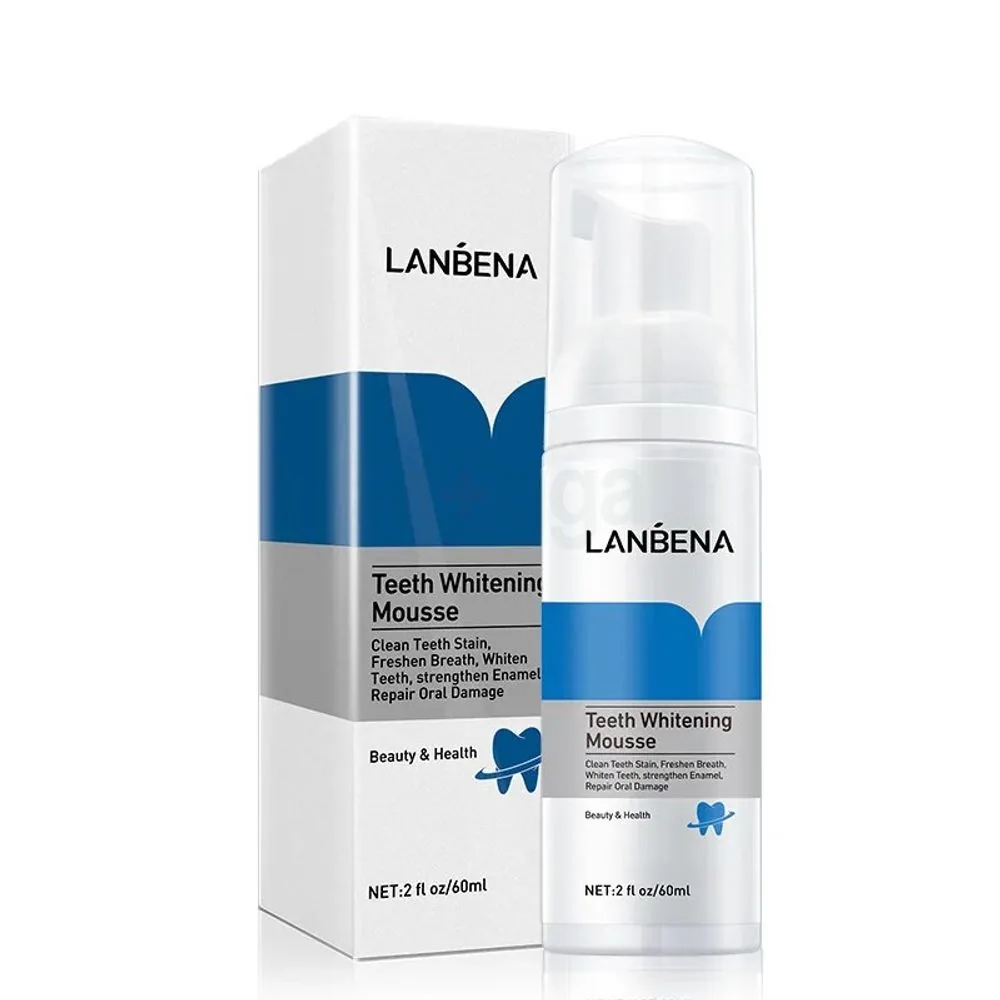 LANBENA
Teeth Whitening
Mousse
Clean Teeth Stain,
Freshen Breath, Whiten
Teeth, strengthen Enamel
Repair Oral Damage
Beauty & Health
NET:2 fl oz/60ml
LANBENA
Teeth Whitening
Mousse
Clean Teeth Stain, Freshen Breath,
Whiten Teeth, strengthen Enamel,
Repair Oral Damage
Beauty & Health
NET:2 fl oz/60ml